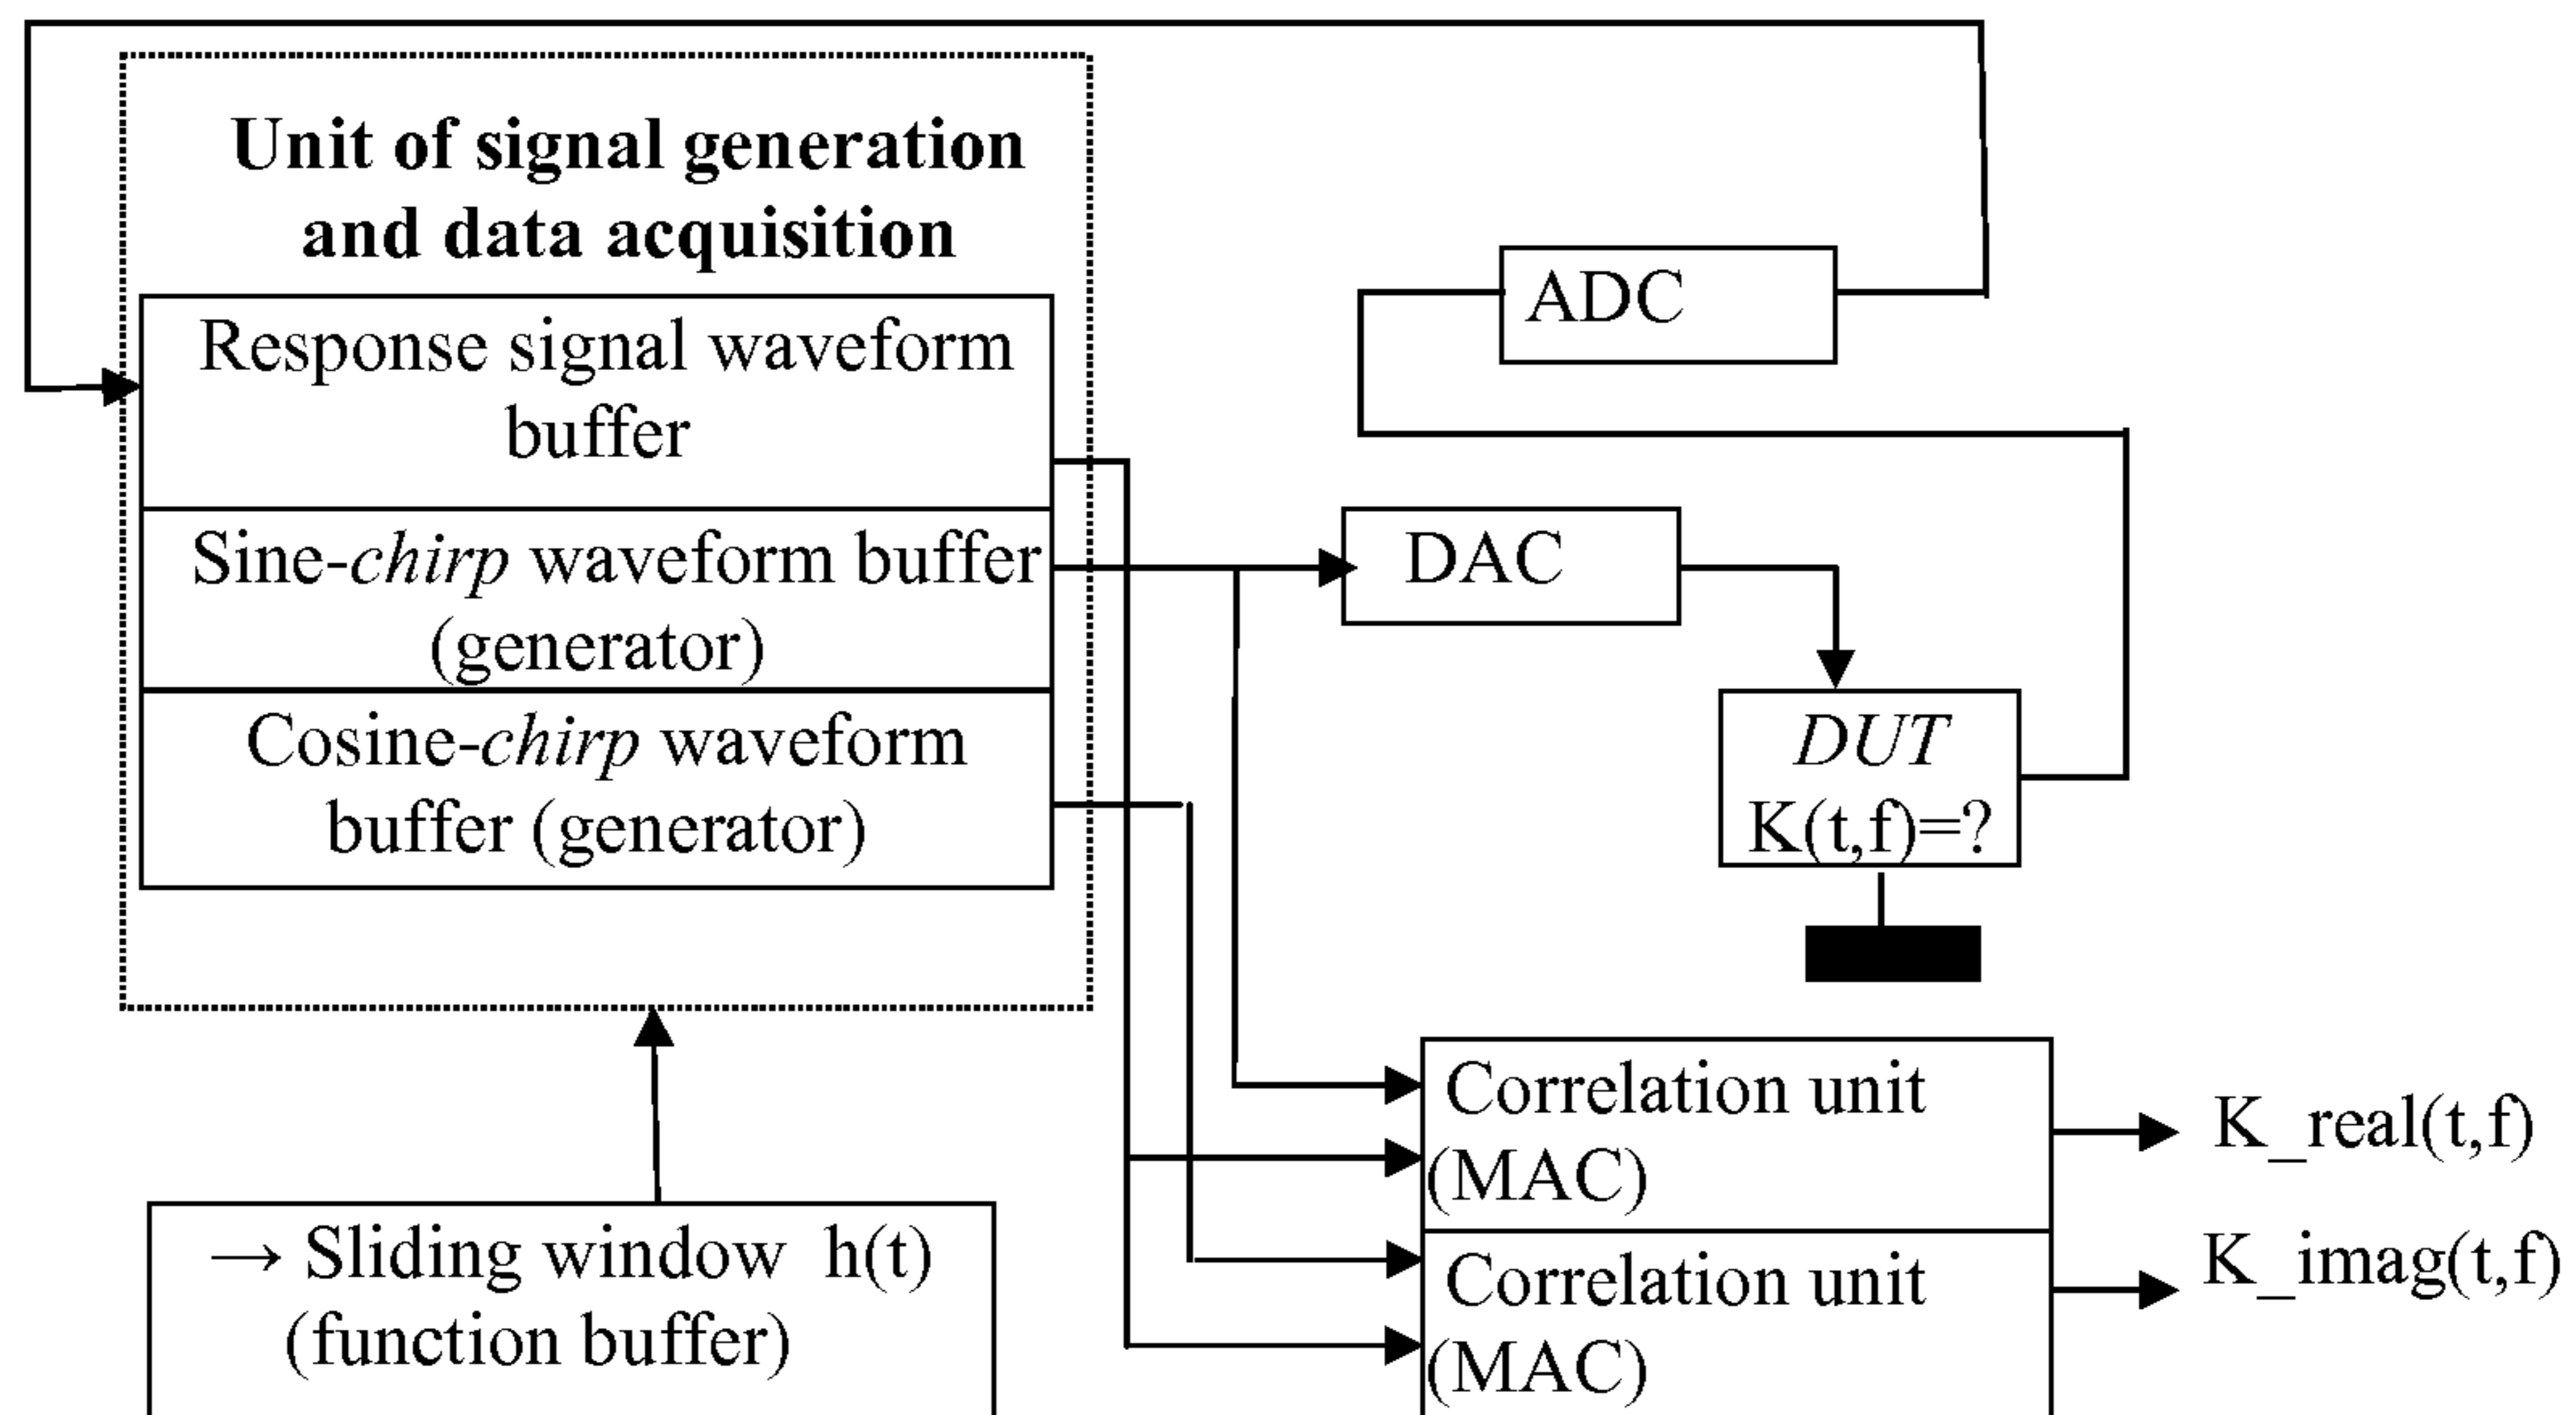 Unit of signal generation
and data acquisition
Response signal waveform
buffer
Sine-chirp waveform buffer
(generator)
Cosine-chirp waveform
buffer (generator)
→ Sliding window h(t)
(function buffer)
ADC
DAC
DUT
K(t,f)=?
Correlation unit
(MAC)
Correlation unit
(MAC)
K_real(t,f)
K_imag(t,f)